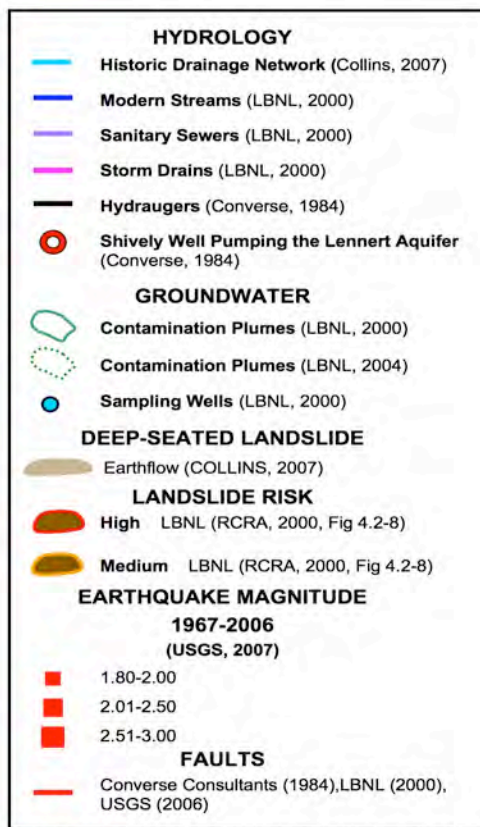 HYDROLOGY
Historic Drainage Network (Collins, 2007)
Modern Streams (LBNL, 2000)
Sanitary Sewers (LBNL, 2000)
Storm Drains (LBNL, 2000)
Hydraugers (Converse, 1984)
Shively Well Pumping the Lennert Aquifer
(Converse, 1984)
GROUNDWATER
Contamination Plumes (LBNL, 2000)
Contamination Plumes (LBNL, 2004)
Sampling Wells (LBNL, 2000)
DEEP-SEATED LANDSLIDE
Earthflow (COLLINS, 2007)
LANDSLIDE RISK
High LBNL (RCRA, 2000, Fig 4.2-8)
Medium LBNL (RCRA, 2000, Fig 4.2-8)
EARTHQUAKE MAGNITUDE
1967-2006
(USGS, 2007)
1.80-2.00
2.01-2.50
2.51-3.00
FAULTS
Converse Consultants (1984),LBNL (2000),
USGS (2006)